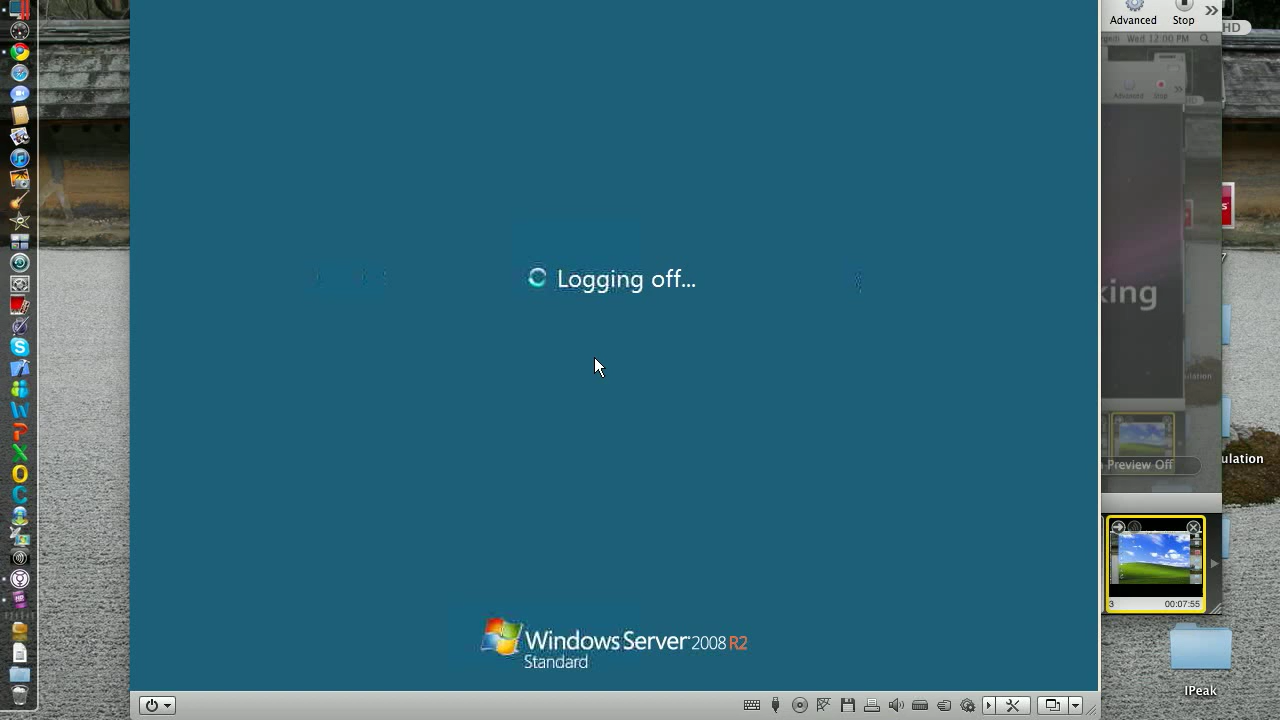 Advanced Stop
HD
Wed 12:00 PM
Advanced Stop
Logging off...
king
ulation
Preview Off
ulation
3 00:07:55
Windows Server 2008 R2
Standard
IPeak